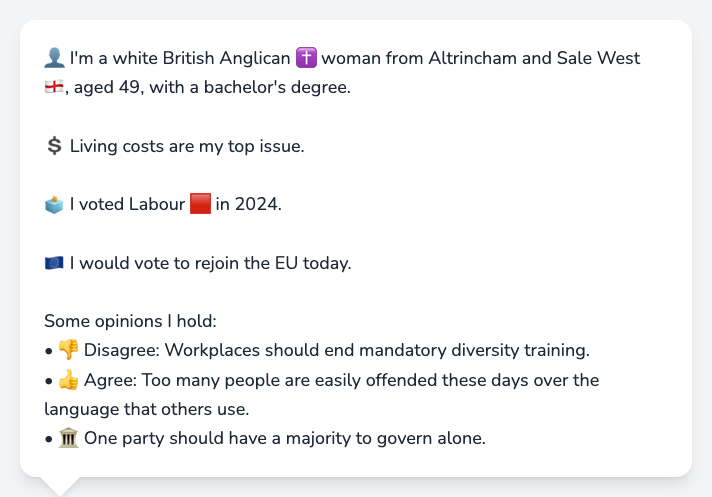 👤 I'm a white British Anglican ✝️ woman from Altrincham and Sale West
🏴󠁧󠁢󠁥󠁮󠁧󠁿, aged 49, with a bachelor's degree.
💲 Living costs are my top issue.
🗳️ I voted Labour 🟥 in 2024.
🇪🇺 I would vote to rejoin the EU today.
Some opinions I hold:
• 👎 Disagree: Workplaces should end mandatory diversity training.
• 👍 Agree: Too many people are easily offended these days over the
language that others use.
• 🏛️ One party should have a majority to govern alone.